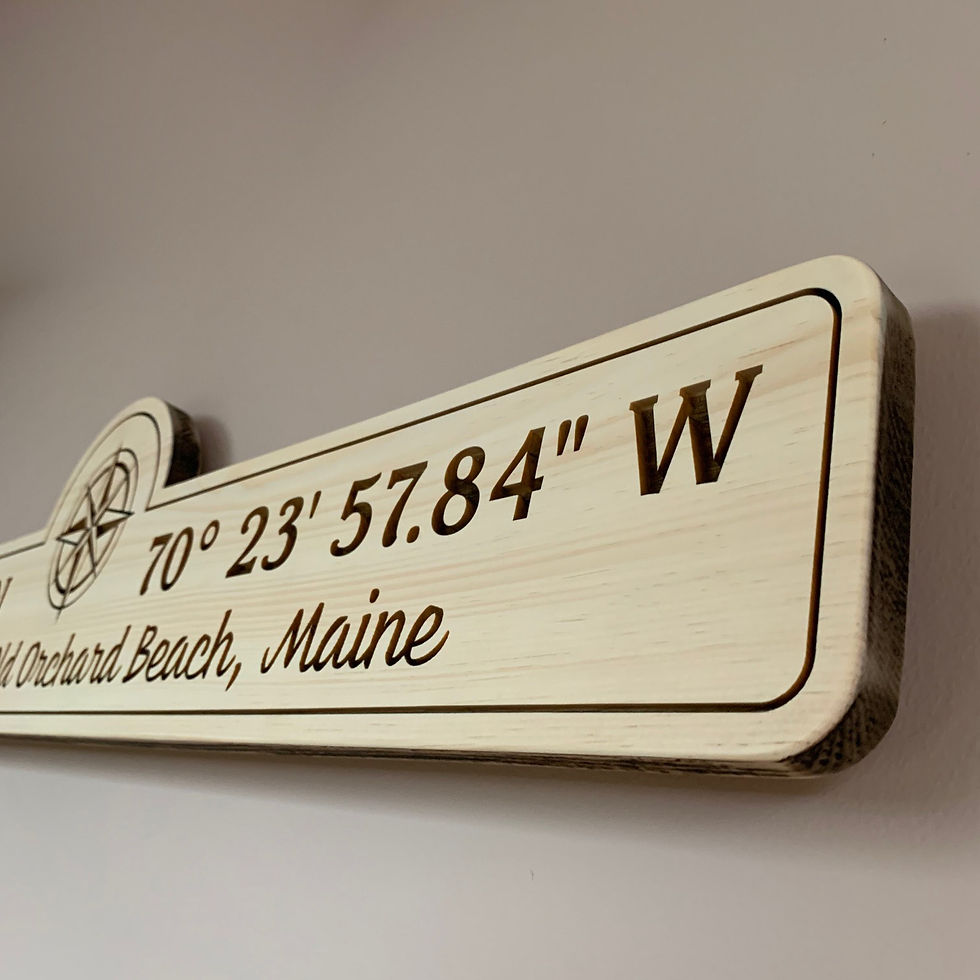 70° 23' 57.84" W
Orchard Beach, Maine